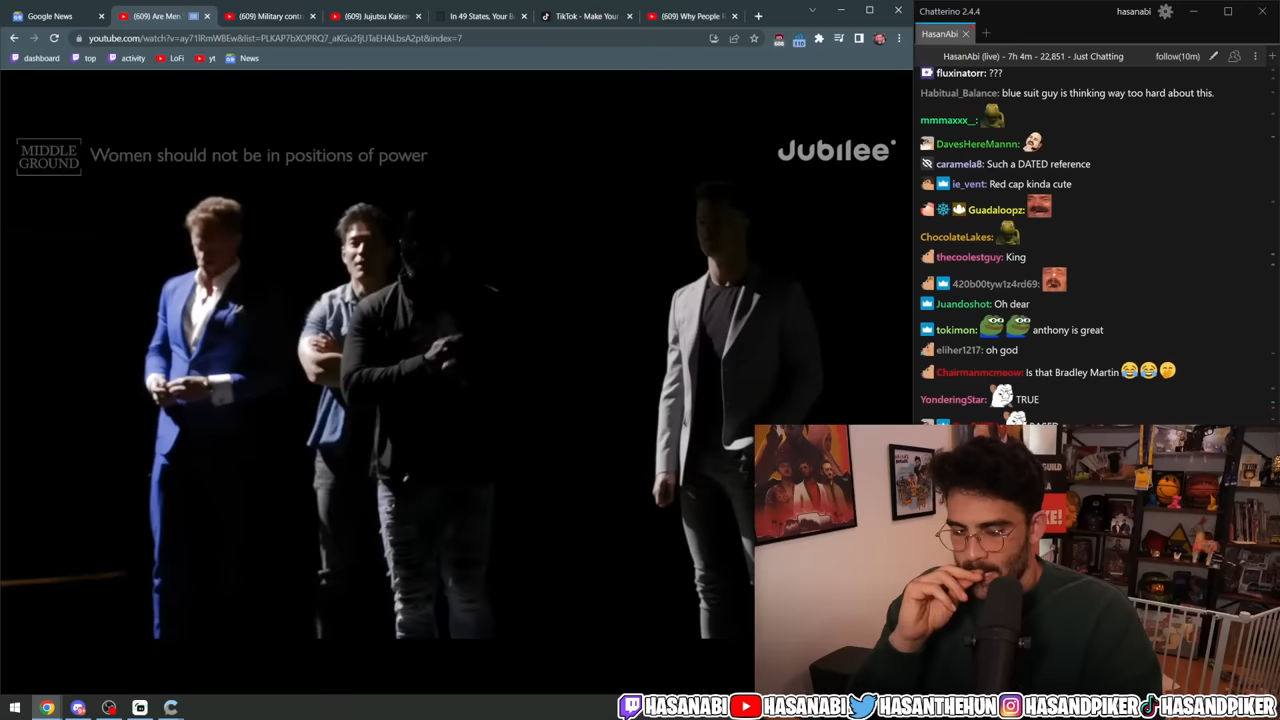 Google News
(609) Are Men
(609) Military contr
(609) Jujutsu Kaisen
In 49 States, Your B
TikTok - Make Your
(609) Why People R
youtube.com/watch?v=ay71IRmWBEw&list=PLKAP7bXOPRQ7_aKGu2fjUTaEHALbsA2pt&index=7
dashboard
top
activity
LoFi
yt
News
MIDDLE GROUND
Women should not be in positions of power
Jubilee
Chatterino 2.4.4
hasanabi
HasanAbi
HasanAbi (live) - 7h 4m - 22,851 - Just Chatting
follow(10m)
fluxinatorr: ???
Habitual_Balance: blue suit guy is thinking way too hard about this.
mmmaxxx__:
DavesHereMannn:
caramela8: Such a DATED reference
ie_vent: Red cap kinda cute
Guadaloopz:
ChocolateLakes:
thecoolestguy: King
420b00tyw1z4rd69:
Juandoshot: Oh dear
tokimon: anthony is great
eliher1217: oh god
Chairmanmcmeow: Is that Bradley Martin
YonderingStar: TRUE
HASANABI
HASANABI
HASANTHEHUN
HASANDPIKER
HASANDPIKER